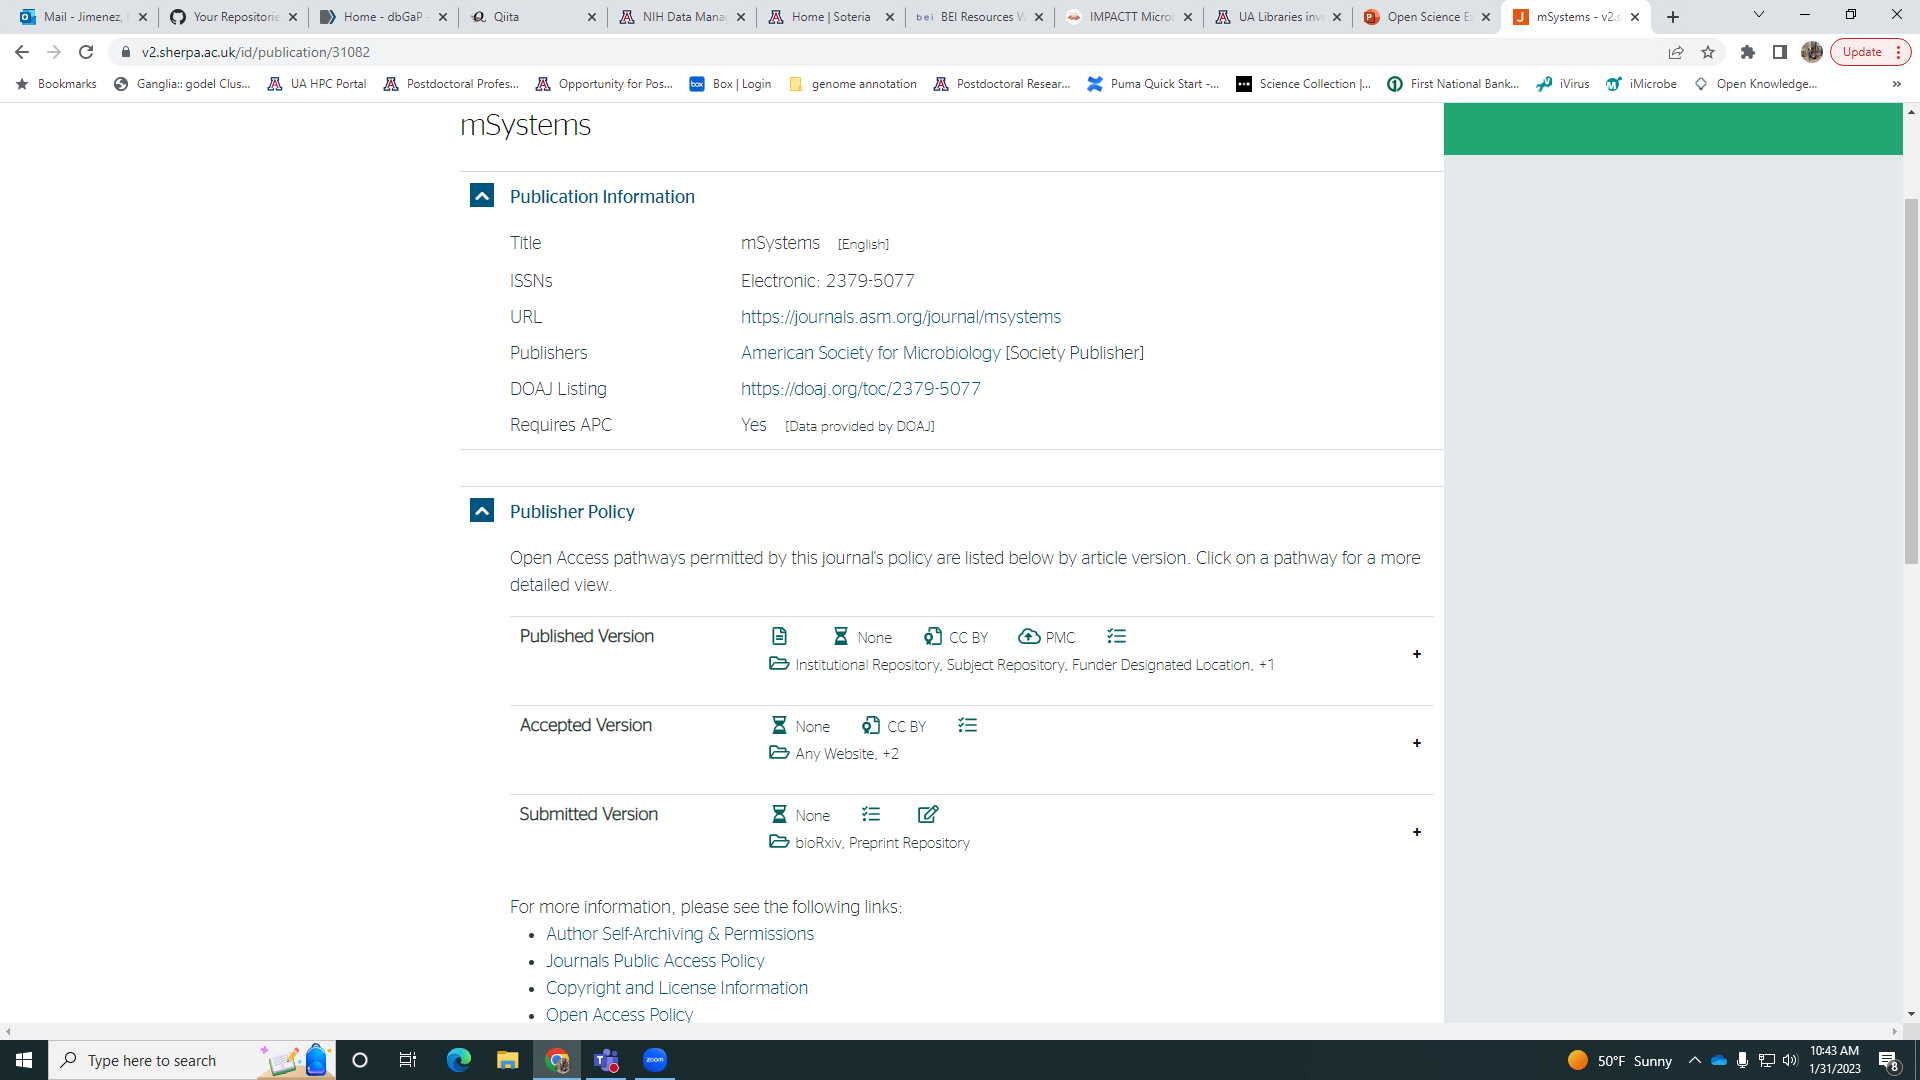 Mail - Jimenez,
Your Repositorie
Home - dbGaP
Qiita
NIH Data Mana
Home | Soteria
bei BEI Resources
IMPACTT Microl
UA Libraries inv
Open Science E
mSystems - v2.s
v2.sherpa.ac.uk/id/publication/31082
Update
Bookmarks
Ganglia:: godel Clus...
UA HPC Portal
Postdoctoral Profes...
Opportunity for Pos...
box Box | Login
genome annotation
Postdoctoral Resear...
Puma Quick Start -...
Science Collection |...
First National Bank...
iVirus
iMicrobe
Open Knowledge...
»
mSystems
Publication Information
Title mSystems [English]
ISSNs Electronic: 2379-5077
URL https://journals.asm.org/journal/msystems
Publishers American Society for Microbiology [Society Publisher]
DOAJ Listing https://doaj.org/toc/2379-5077
Requires APC Yes [Data provided by DOAJ]
Publisher Policy
Open Access pathways permitted by this journal's policy are listed below by article version. Click on a pathway for a more
detailed view.
Published Version None CC BY PMC
Institutional Repository, Subject Repository, Funder Designated Location, +1
+
Accepted Version None CC BY
Any Website, +2
+
Submitted Version None
bioRxiv, Preprint Repository
+
For more information, please see the following links:
• Author Self-Archiving & Permissions
• Journals Public Access Policy
• Copyright and License Information
• Open Access Policy
Type here to search
zoom
50°F Sunny
10:43 AM
1/31/2023
8